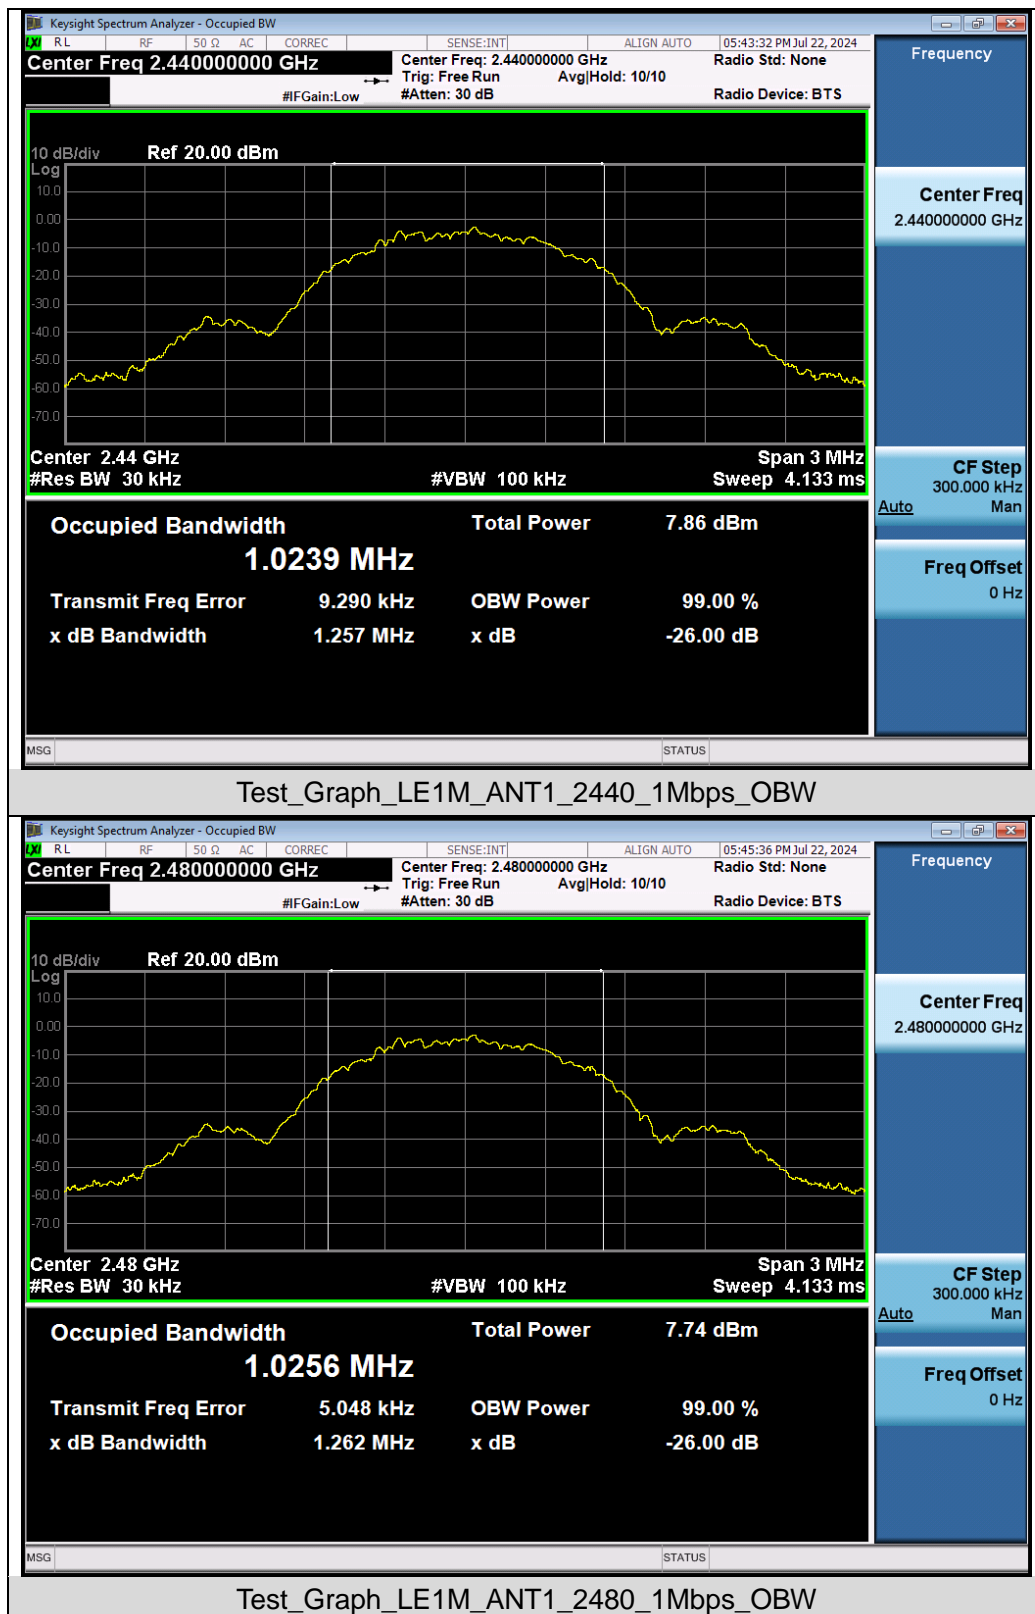 Keysight Spectrum Analyzer - Occupied BW
LXI RL RF 50 Ω AC CORREC SENSE:INT ALIGN AUTO 05:43:32 PM Jul 22, 2024
Center Freq 2.440000000 GHz
Center Freq: 2.440000000 GHz
Radio Std: None
Trig: Free Run Avg|Hold: 10/10
#IFGain:Low
#Atten: 30 dB
Radio Device: BTS
10 dB/div Ref 20.00 dBm
Log
10.0
0.00
-10.0
-20.0
-30.0
-40.0
-50.0
-60.0
-70.0
Center 2.44 GHz Span 3 MHz
#Res BW 30 kHz #VBW 100 kHz Sweep 4.133 ms
Occupied Bandwidth Total Power 7.86 dBm
1.0239 MHz
Transmit Freq Error 9.290 kHz OBW Power 99.00 %
x dB Bandwidth 1.257 MHz x dB -26.00 dB
MSG STATUS
Frequency
Center Freq
2.440000000 GHz
CF Step
300.000 kHz
Auto Man
Freq Offset
0 Hz
Test_Graph_LE1M_ANT1_2440_1Mbps_OBW
Keysight Spectrum Analyzer - Occupied BW
LXI RL RF 50 Ω AC CORREC SENSE:INT ALIGN AUTO 05:45:36 PM Jul 22, 2024
Center Freq 2.480000000 GHz
Center Freq: 2.480000000 GHz
Radio Std: None
Trig: Free Run Avg|Hold: 10/10
#IFGain:Low
#Atten: 30 dB
Radio Device: BTS
10 dB/div Ref 20.00 dBm
Log
10.0
0.00
-10.0
-20.0
-30.0
-40.0
-50.0
-60.0
-70.0
Center 2.48 GHz Span 3 MHz
#Res BW 30 kHz #VBW 100 kHz Sweep 4.133 ms
Occupied Bandwidth Total Power 7.74 dBm
1.0256 MHz
Transmit Freq Error 5.048 kHz OBW Power 99.00 %
x dB Bandwidth 1.262 MHz x dB -26.00 dB
MSG STATUS
Frequency
Center Freq
2.480000000 GHz
CF Step
300.000 kHz
Auto Man
Freq Offset
0 Hz
Test_Graph_LE1M_ANT1_2480_1Mbps_OBW